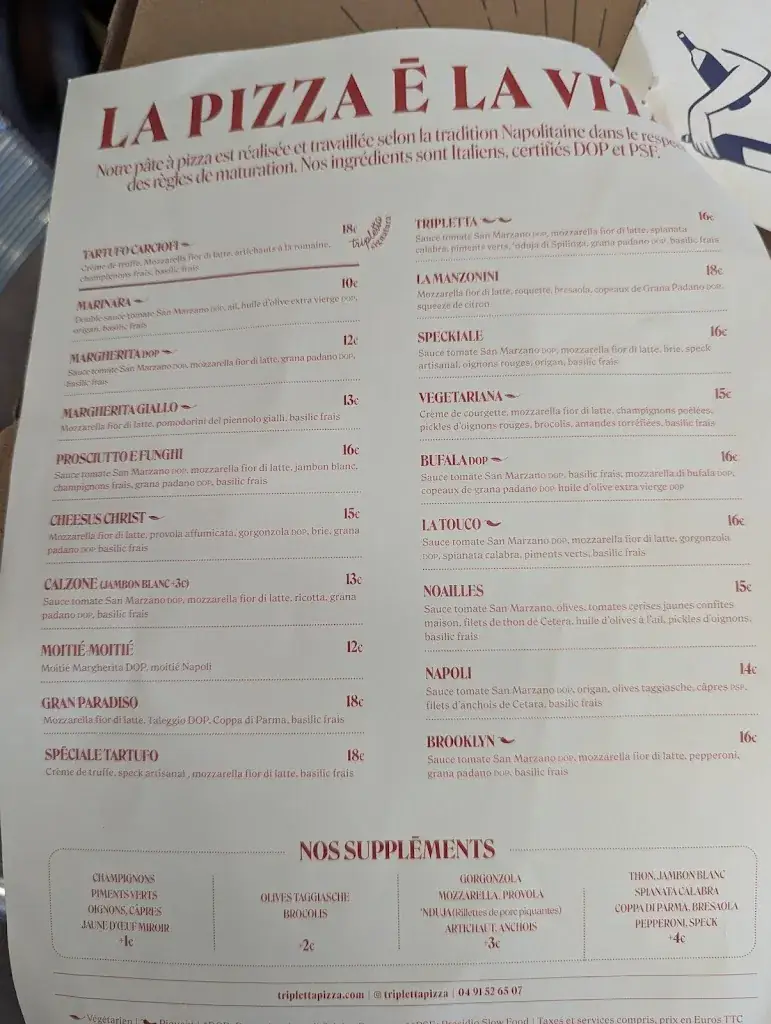 LA PIZZA Ē LA VIT
Notre pâte à pizza est réalisée et travaillée selon la tradition Napolitaine dans le respec
des règles de maturation. Nos ingrédients sont Italiens, certifiés DOP et PSF.
TARTUFO CARCIOFI 18€
tripletta
Crème de truffe, Mozzarella fior di latte, artichauts à la romaine,
champignons frais, basilic frais
MARINARA 10€
Double sauce tomate San Marzano DOP, ail, huile d'olive extra vierge DOP,
origan, basilic frais
MARGHERITA DOP 12€
Sauce tomate San Marzano DOP, mozzarella fior di latte, grana padano DOP,
basilic frais
MARGHERITA GIALLO 13€
Mozzarella fior di latte, pomodorini del piennolo gialli, basilic frais
PROSCIUTTO E FUNGHI 16€
Sauce tomate San Marzano DOP, mozzarella fior di latte, jambon blanc,
champignons frais, grana padano DOP, basilic frais
CHEESUS CHRIST 15€
Mozzarella fior di latte, provola affumicata, gorgonzola DOP, brie, grana
padano DOP basilic frais
CALZONE (JAMBON BLANC +3€) 13€
Sauce tomate San Marzano DOP, mozzarella fior di latte, ricotta, grana
padano DOP, basilic frais
MOITIÉ-MOITIÉ 12€
Moitié Margherita DOP, moitié Napoli
GRAN PARADISO 18€
Mozzarella fior di latte, Taleggio DOP, Coppa di Parma, basilic frais
SPÉCIALE TARTUFO 18€
Crème de truffe, speck artisanal , mozzarella fior di latte, basilic frais
TRIPLETTA 16€
Sauce tomate San Marzano DOP, mozzarella fior di latte, spianata
calabre, piments verts, 'nduja di Spilinga, grana padano DOP, basilic frais
LA MANZONINI 18€
Mozzarella fior di latte, roquette, bresaola, copeaux de Grana Padano DOP,
squeeze de citron
SPECKIALE 16€
Sauce tomate San Marzano DOP, mozzarella fior di latte, brie, speck
artisanal, oignons rouges, origan, basilic frais
VEGETARIANA 15€
Crème de courgette, mozzarella fior di latte, champignons poêlées,
pickles d'oignons rouges, brocolis, amandes torréfiées, basilic frais
BUFALA DOP 16€
Sauce tomate San Marzano DOP, basilic frais, mozzarella di bufala DOP,
copeaux de grana padano DOP huile d'olive extra vierge DOP
LA TOUCO 16€
Sauce tomate San Marzano DOP, mozzarella fior di latte, gorgonzola
DOP, spianata calabra, piments verts, basilic frais
NOAILLES 15€
Sauce tomate San Marzano, olives, tomates cerises jaunes confites
maison, filets de thon de Cetera, huile d'olives à l'ail, pickles d'oignons,
basilic frais
NAPOLI 14€
Sauce tomate San Marzano DOP, origan, olives taggiasche, câpres PSP,
filets d'anchois de Cetara, basilic frais
BROOKLYN 16€
Sauce tomate San Marzano DOP, mozzarella fior di latte, pepperoni,
grana padano DOP, basilic frais
NOS SUPPLĒMENTS
CHAMPIGNONS
PIMENTS VERTS
OIGNONS, CÂPRES
JAUNE D'ŒUF MIROIR
+1€
OLIVES TAGGIASCHE
BROCOLIS
+2€
GORGONZOLA
MOZZARELLA, PROVOLA
'NDUJA (Rillettes de porc piquantes)
ARTICHAUT, ANCHOIS
+3€
THON, JAMBON BLANC
SPIANATA CALABRA
COPPA DI PARMA, BRESAOLA
PEPPERONI, SPECK
+4€
triplettapizza.com | triplettapizza | 04 91 52 65 07
Végétarien | Slow Food | Taxes et services compris, prix en Euros TTC